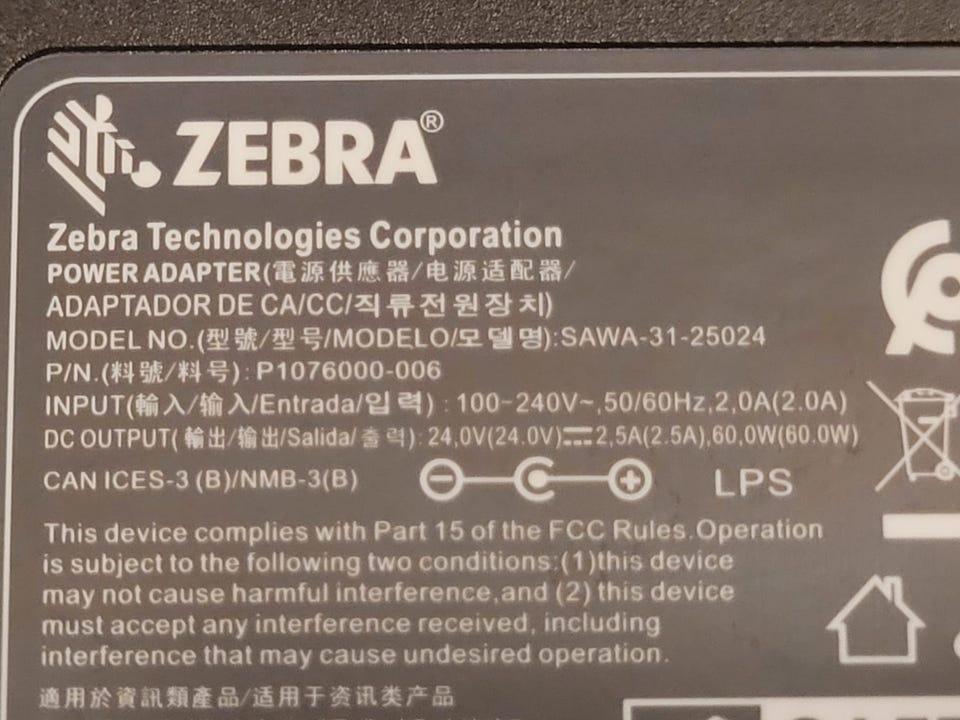 ZEBRA®
Zebra Technologies Corporation
POWER ADAPTER(電源供應器/电源适配器/
ADAPTADOR DE CA/CC/직류전원장치)
MODEL NO.(型號/型号/MODELO/모델명):SAWA-31-25024
P/N.(料號/料号): P1076000-006
INPUT(輸入/输入/Entrada/입력) : 100-240V~,50/60Hz,2,0A(2.0A)
DC OUTPUT( 輸出/输出/Salida/출력): 24,0V(24.0V)⎓2,5A(2.5A),60,0W(60.0W)
CAN ICES-3 (B)/NMB-3(B)
LPS
This device complies with Part 15 of the FCC Rules.Operation
is subject to the following two conditions:(1)this device
may not cause harmful interference,and (2) this device
must accept any interference received, including
interference that may cause undesired operation.
適用於資訊類產品/适用于资讯类产品